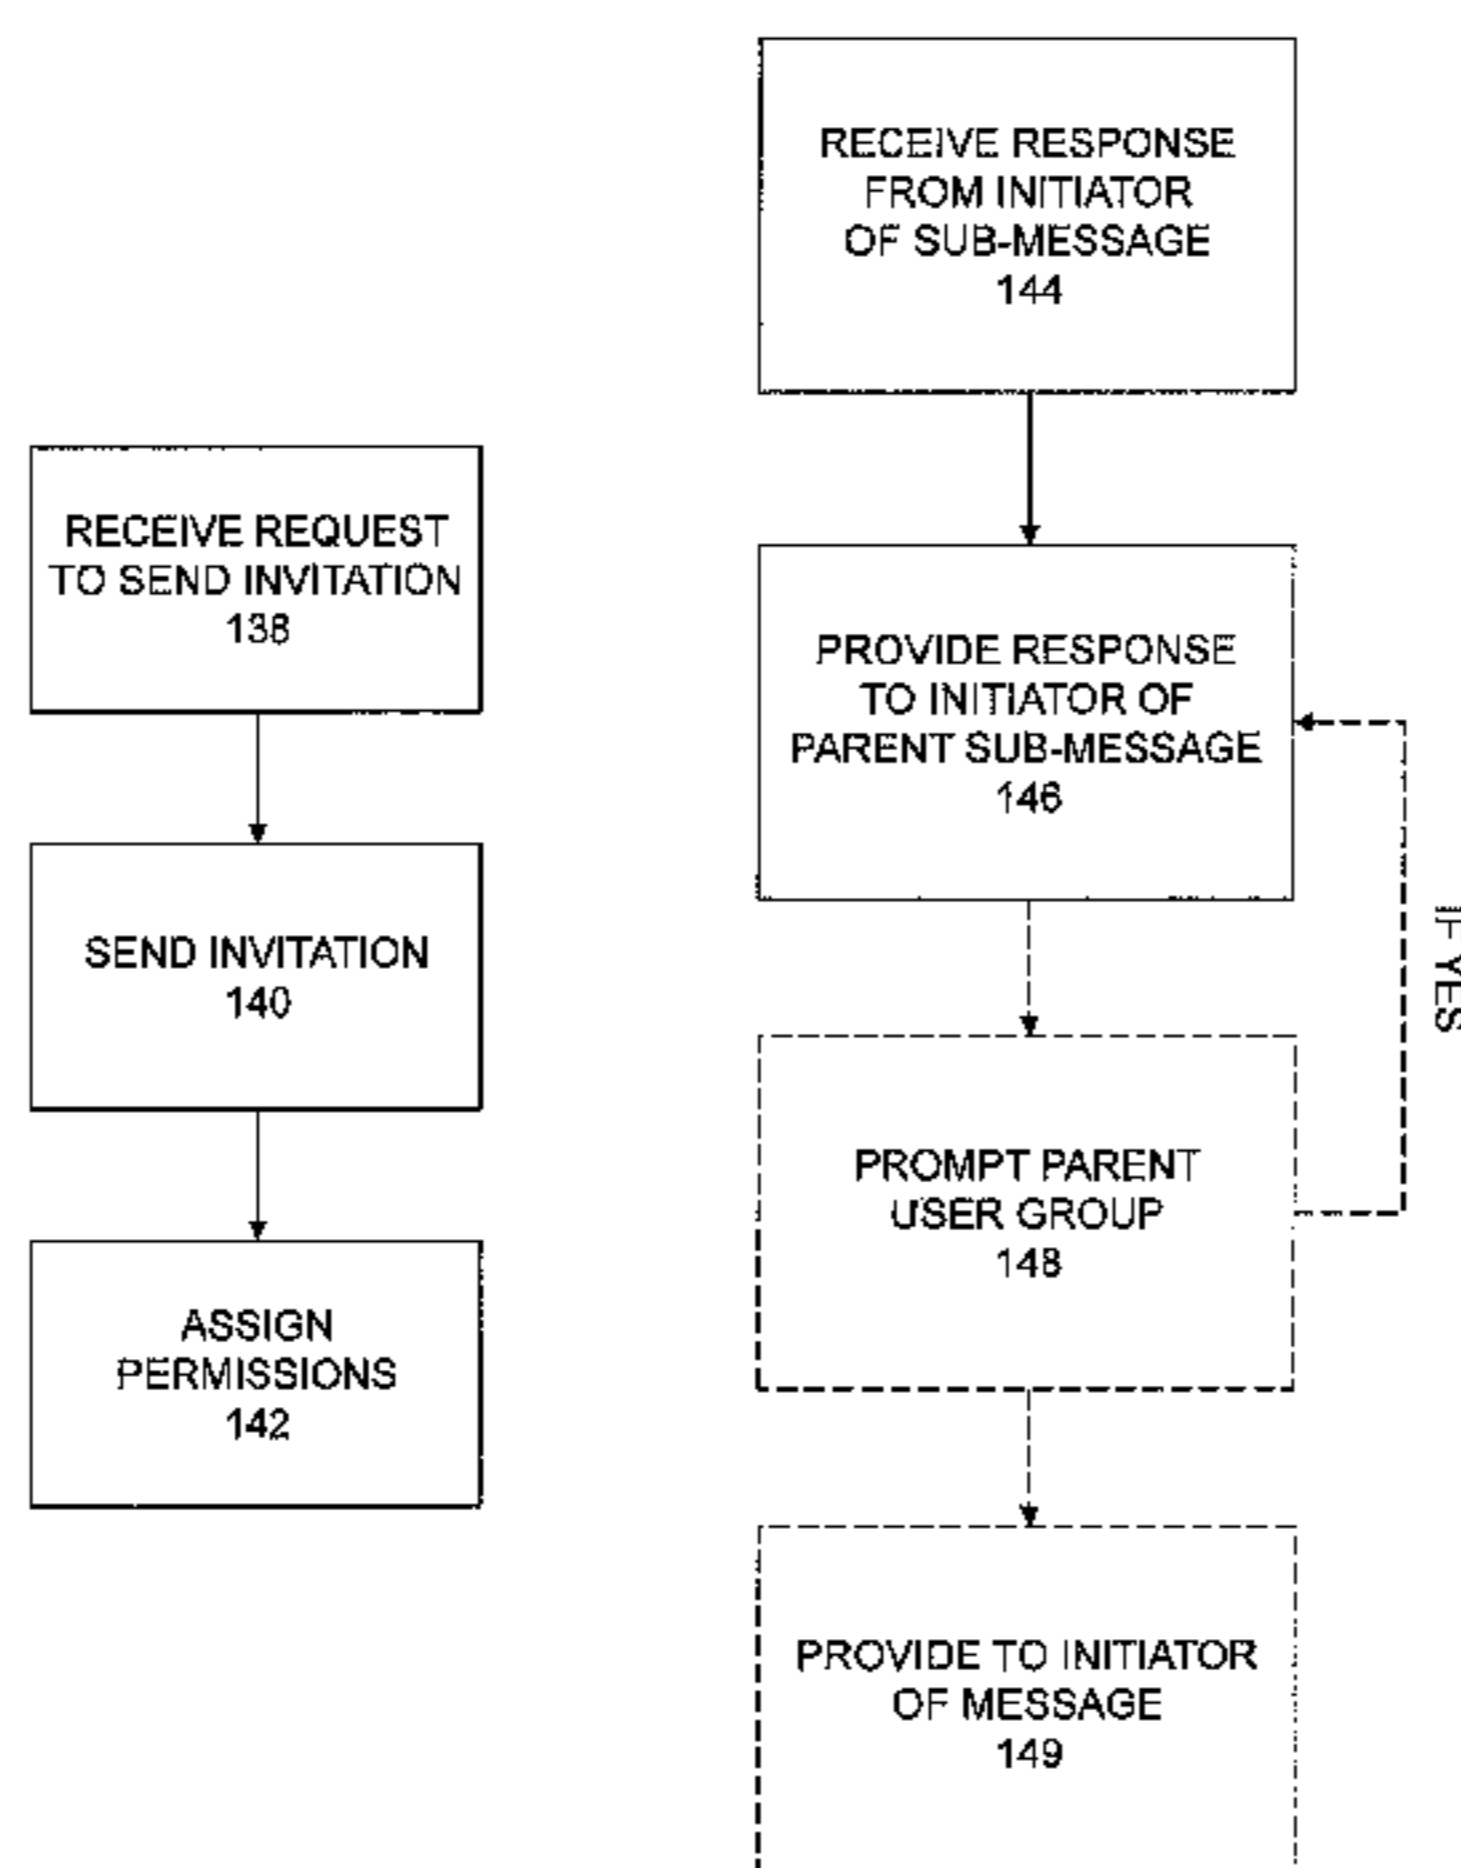 RECEIVE REQUEST
TO SEND INVITATION
138
SEND INVITATION
140
ASSIGN
PERMISSIONS
142
RECEIVE RESPONSE
FROM INITIATOR
OF SUB-MESSAGE
144
PROVIDE RESPONSE
TO INITIATOR OF
PARENT SUB-MESSAGE
146
IF YES
PROMPT PARENT
USER GROUP
148
PROVIDE TO INITIATOR
OF MESSAGE
149